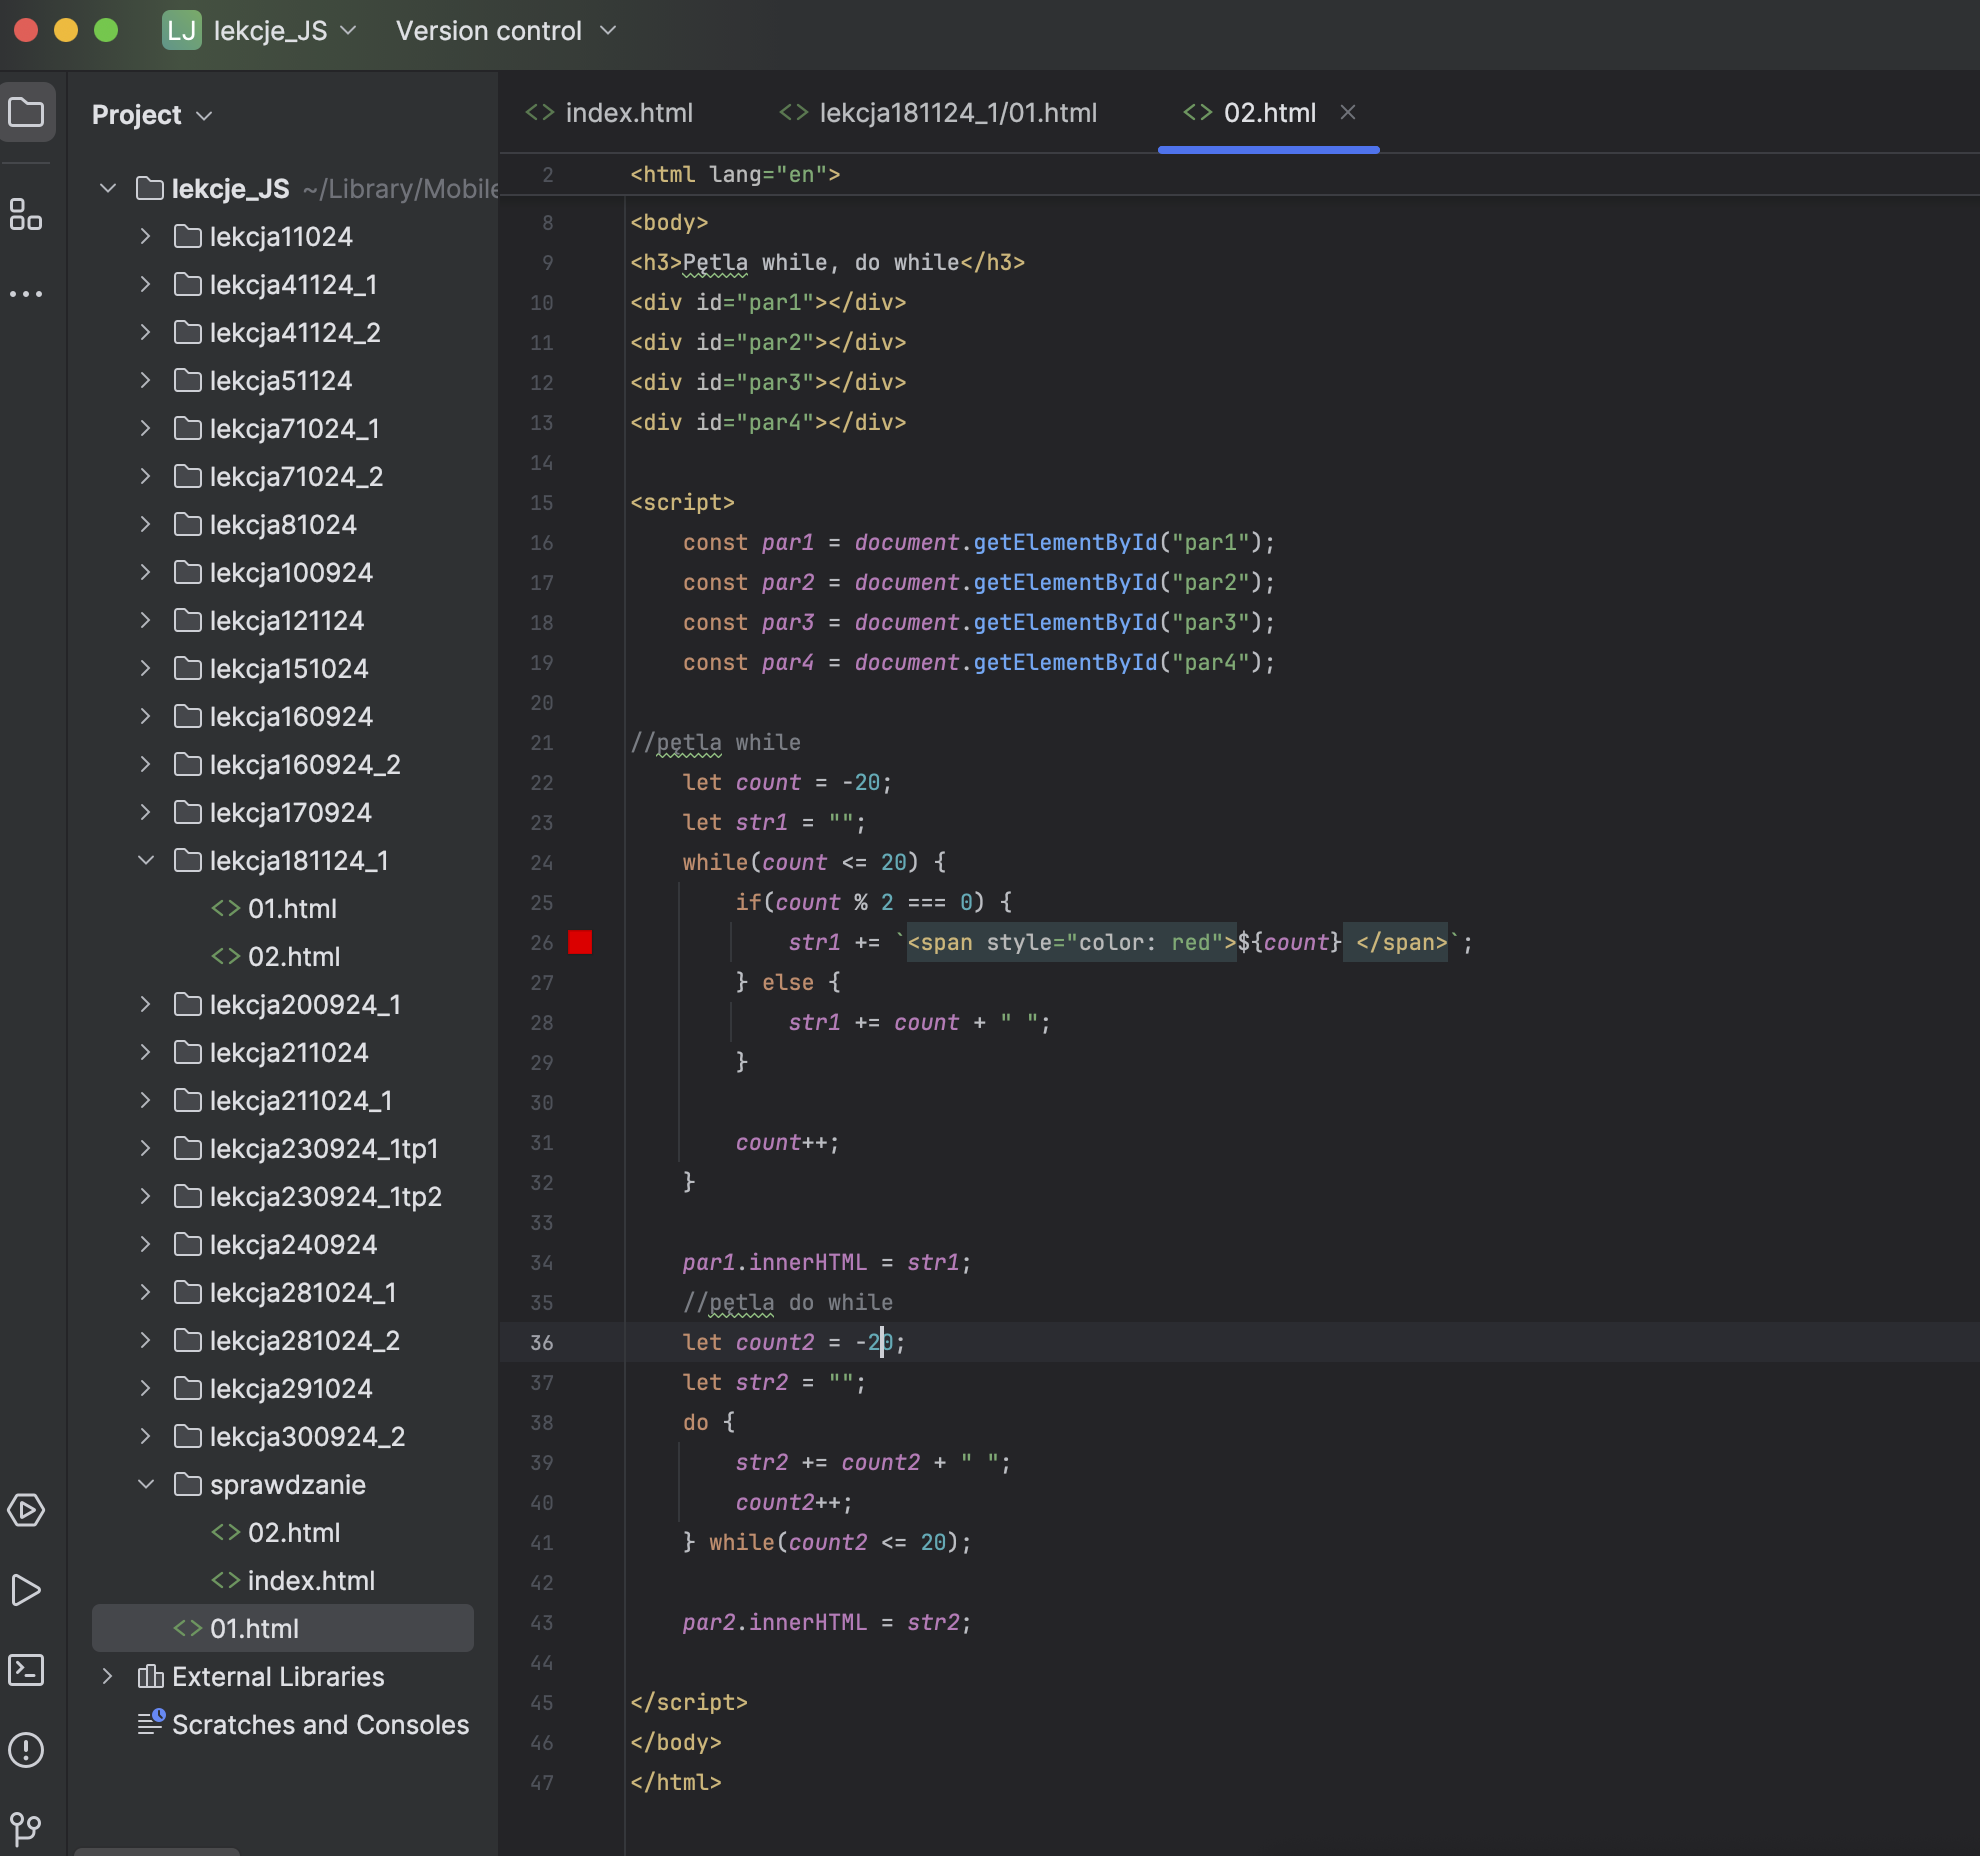 LJ lekcje_JS Version control
Project
lekcje_JS ~/Library/Mobile
lekcja11024
lekcja41124_1
lekcja41124_2
lekcja51124
lekcja71024_1
lekcja71024_2
lekcja81024
lekcja100924
lekcja121124
lekcja151024
lekcja160924
lekcja160924_2
lekcja170924
lekcja181124_1
01.html
02.html
lekcja200924_1
lekcja211024
lekcja211024_1
lekcja230924_1tp1
lekcja230924_1tp2
lekcja240924
lekcja281024_1
lekcja281024_2
lekcja291024
lekcja300924_2
sprawdzanie
02.html
index.html
01.html
External Libraries
Scratches and Consoles
index.html lekcja181124_1/01.html 02.html
2 <html lang="en">
8 <body>
9 <h3>Pętla while, do while</h3>
10 <div id="par1"></div>
11 <div id="par2"></div>
12 <div id="par3"></div>
13 <div id="par4"></div>
14
15 <script>
16 const par1 = document.getElementById("par1");
17 const par2 = document.getElementById("par2");
18 const par3 = document.getElementById("par3");
19 const par4 = document.getElementById("par4");
20
21 //pętla while
22 let count = -20;
23 let str1 = "";
24 while(count <= 20) {
25 if(count % 2 === 0) {
26 str1 += `<span style="color: red">${count} </span>`;
27 } else {
28 str1 += count + " ";
29 }
30
31 count++;
32 }
33
34 par1.innerHTML = str1;
35 //pętla do while
36 let count2 = -20;
37 let str2 = "";
38 do {
39 str2 += count2 + " ";
40 count2++;
41 } while(count2 <= 20);
42
43 par2.innerHTML = str2;
44
45 </script>
46 </body>
47 </html>